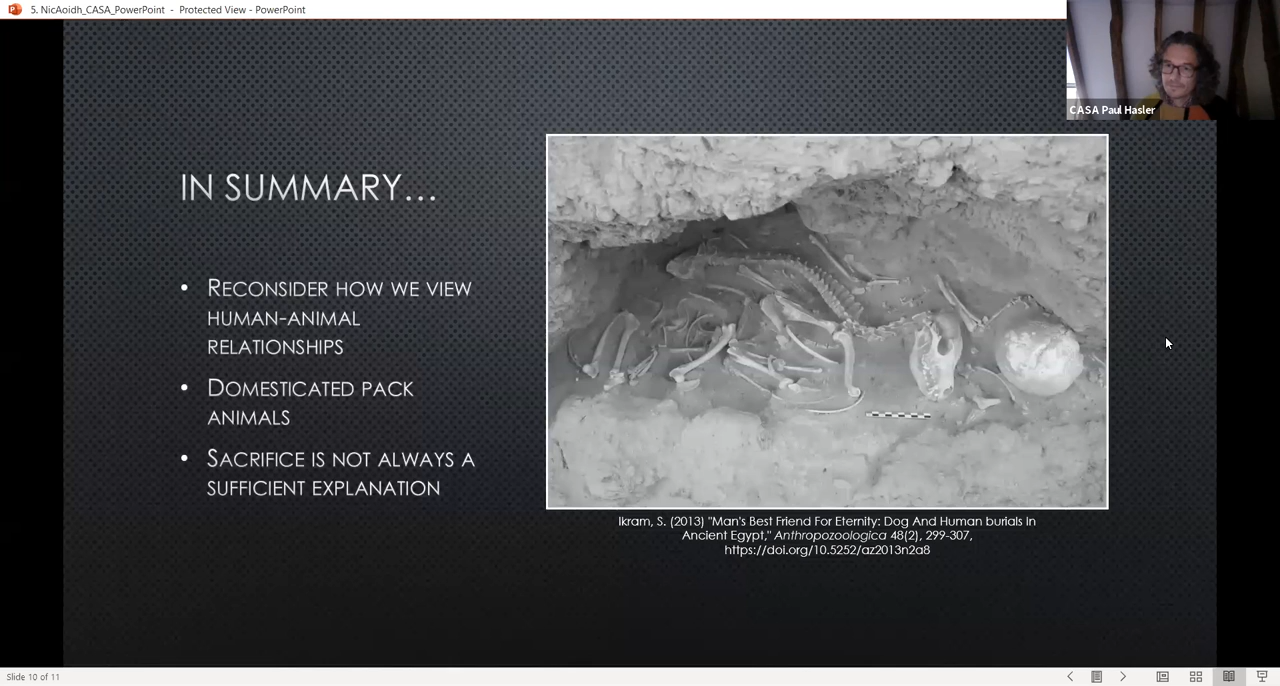 5. NicAoidh_CASA_PowerPoint - Protected View - PowerPoint
CASA Paul Hasler
IN SUMMARY...
• RECONSIDER HOW WE VIEW
HUMAN-ANIMAL
RELATIONSHIPS
• DOMESTICATED PACK
ANIMALS
• SACRIFICE IS NOT ALWAYS A
SUFFICIENT EXPLANATION
Ikram, S. (2013) "Man's Best Friend For Eternity: Dog And Human burials In
Ancient Egypt," Anthropozoologica 48(2), 299-307,
https://doi.org/10.5252/az2013n2a8
Slide 10 of 11